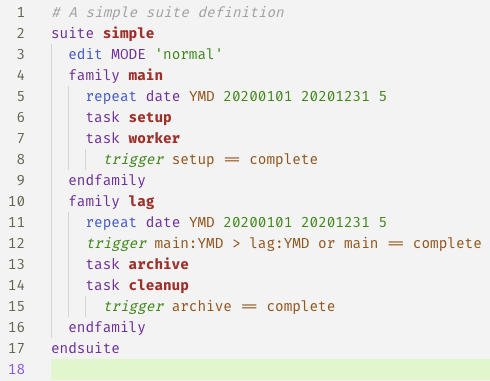 1 # A simple suite definition
2 suite simple
3   edit MODE 'normal'
4   family main
5     repeat date YMD 20200101 20201231 5
6     task setup
7     task worker
8       trigger setup == complete
9   endfamily
10   family lag
11     repeat date YMD 20200101 20201231 5
12     trigger main:YMD > lag:YMD or main == complete
13     task archive
14     task cleanup
15       trigger archive == complete
16   endfamily
17 endsuite
18